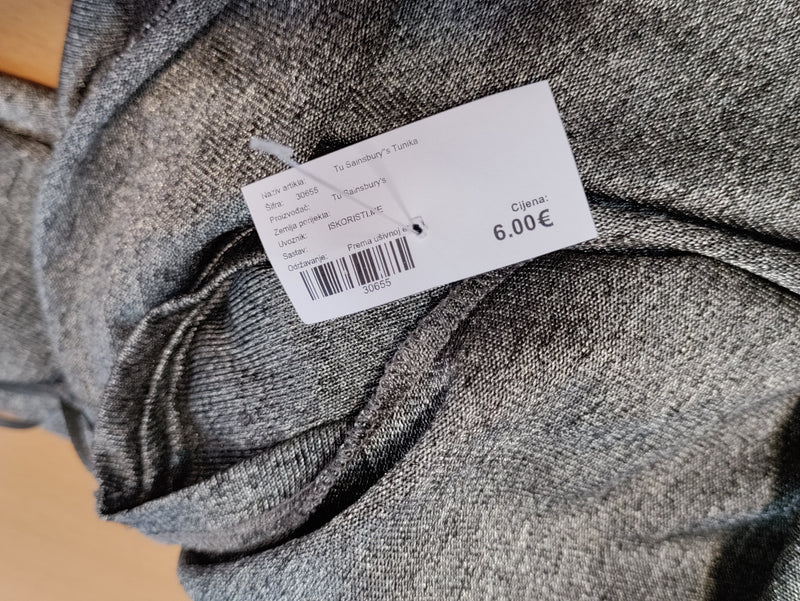 Naziv artikla: Tu Sainsbury"s Tunika
Šifra: 30655
Proizvođač: Tu Sainsbury's
Zemlja porijekla:
Uvoznik: ISKORISTI.ME
Sastav:
Održavanje: Prema ušivnoj
30655
Cijena:
6.00€